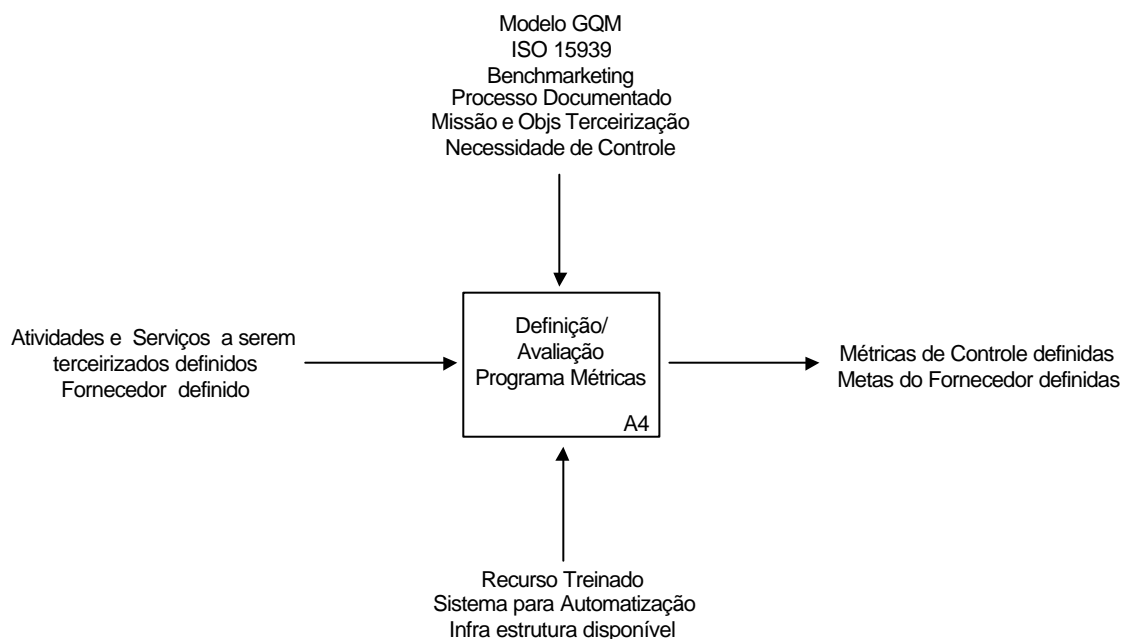 Modelo GQM
ISO 15939
Benchmarketing
Processo Documentado
Missão e Objs Terceirização
Necessidade de Controle
Atividades e Serviços a serem
terceirizados definidos
Fornecedor definido
Definição/
Avaliação
Programa Métricas
A4
Métricas de Controle definidas
Metas do Fornecedor definidas
Recurso Treinado
Sistema para Automatização
Infra estrutura disponível